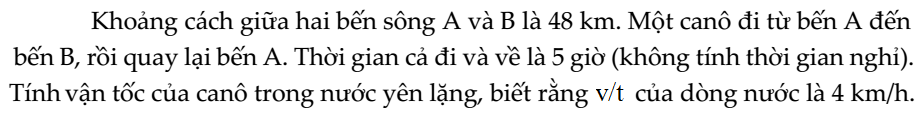 Khoảng cách giữa hai bến sông A và B là 48 km. Một canô đi từ bến A đến
bến B, rồi quay lại bến A. Thời gian cả đi và về là 5 giờ (không tính thời gian nghỉ).
Tính vận tốc của canô trong nước yên lặng, biết rằng v/t của dòng nước là 4 km/h.